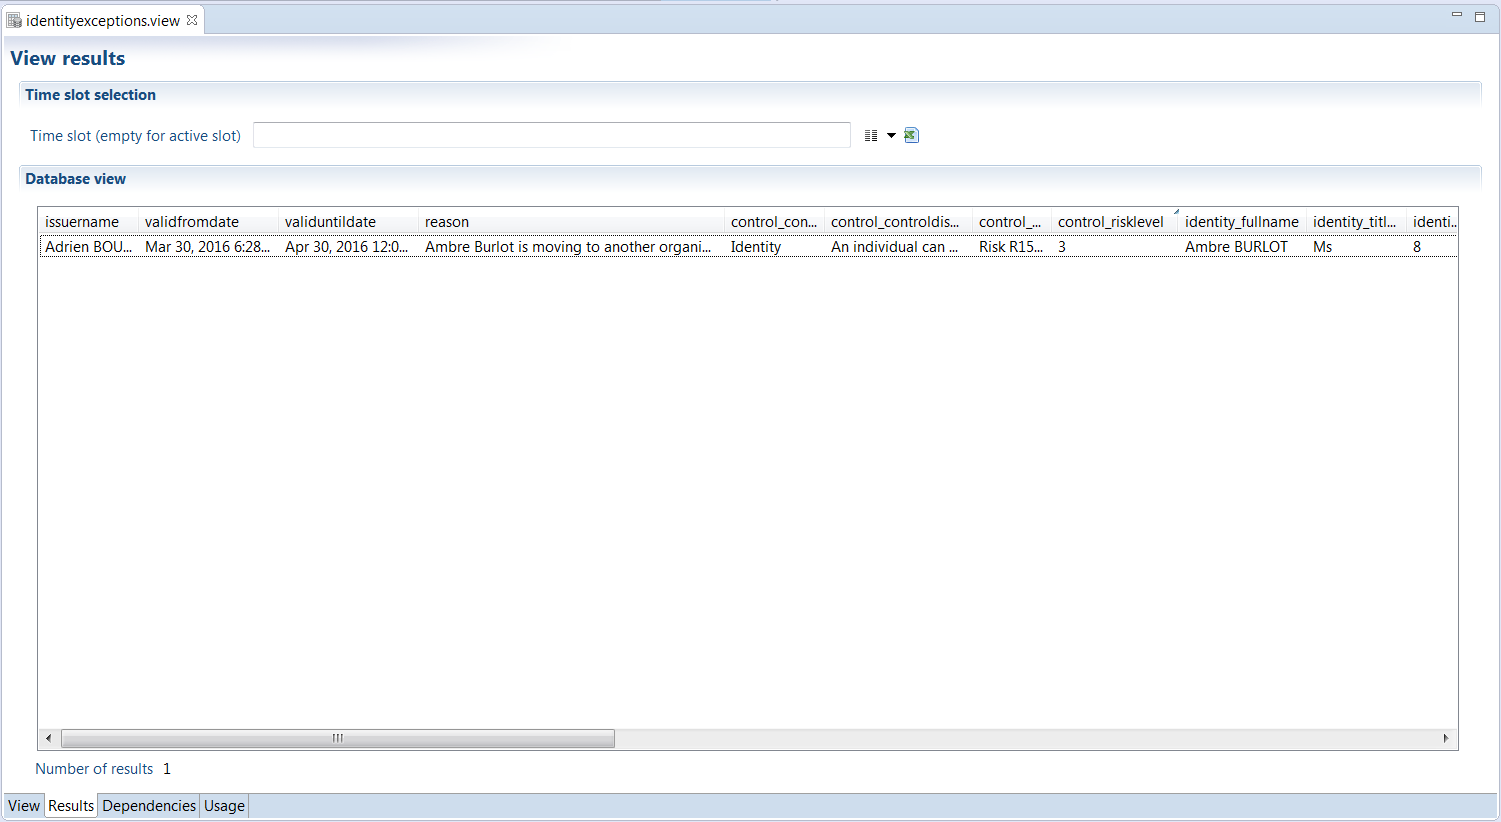 identityexceptions.view
View results
Time slot selection
Time slot (empty for active slot)
Database view
issuername validfromdate validuntildate reason control_con... control_controldis... control_... control_risklevel identity_fullname identity_titl... identi...
Adrien BOU... Mar 30, 2016 6:28... Apr 30, 2016 12:0... Ambre Burlot is moving to another organi... Identity An individual can ... Risk R15... 3 Ambre BURLOT Ms 8
Number of results 1
View Results Dependencies Usage